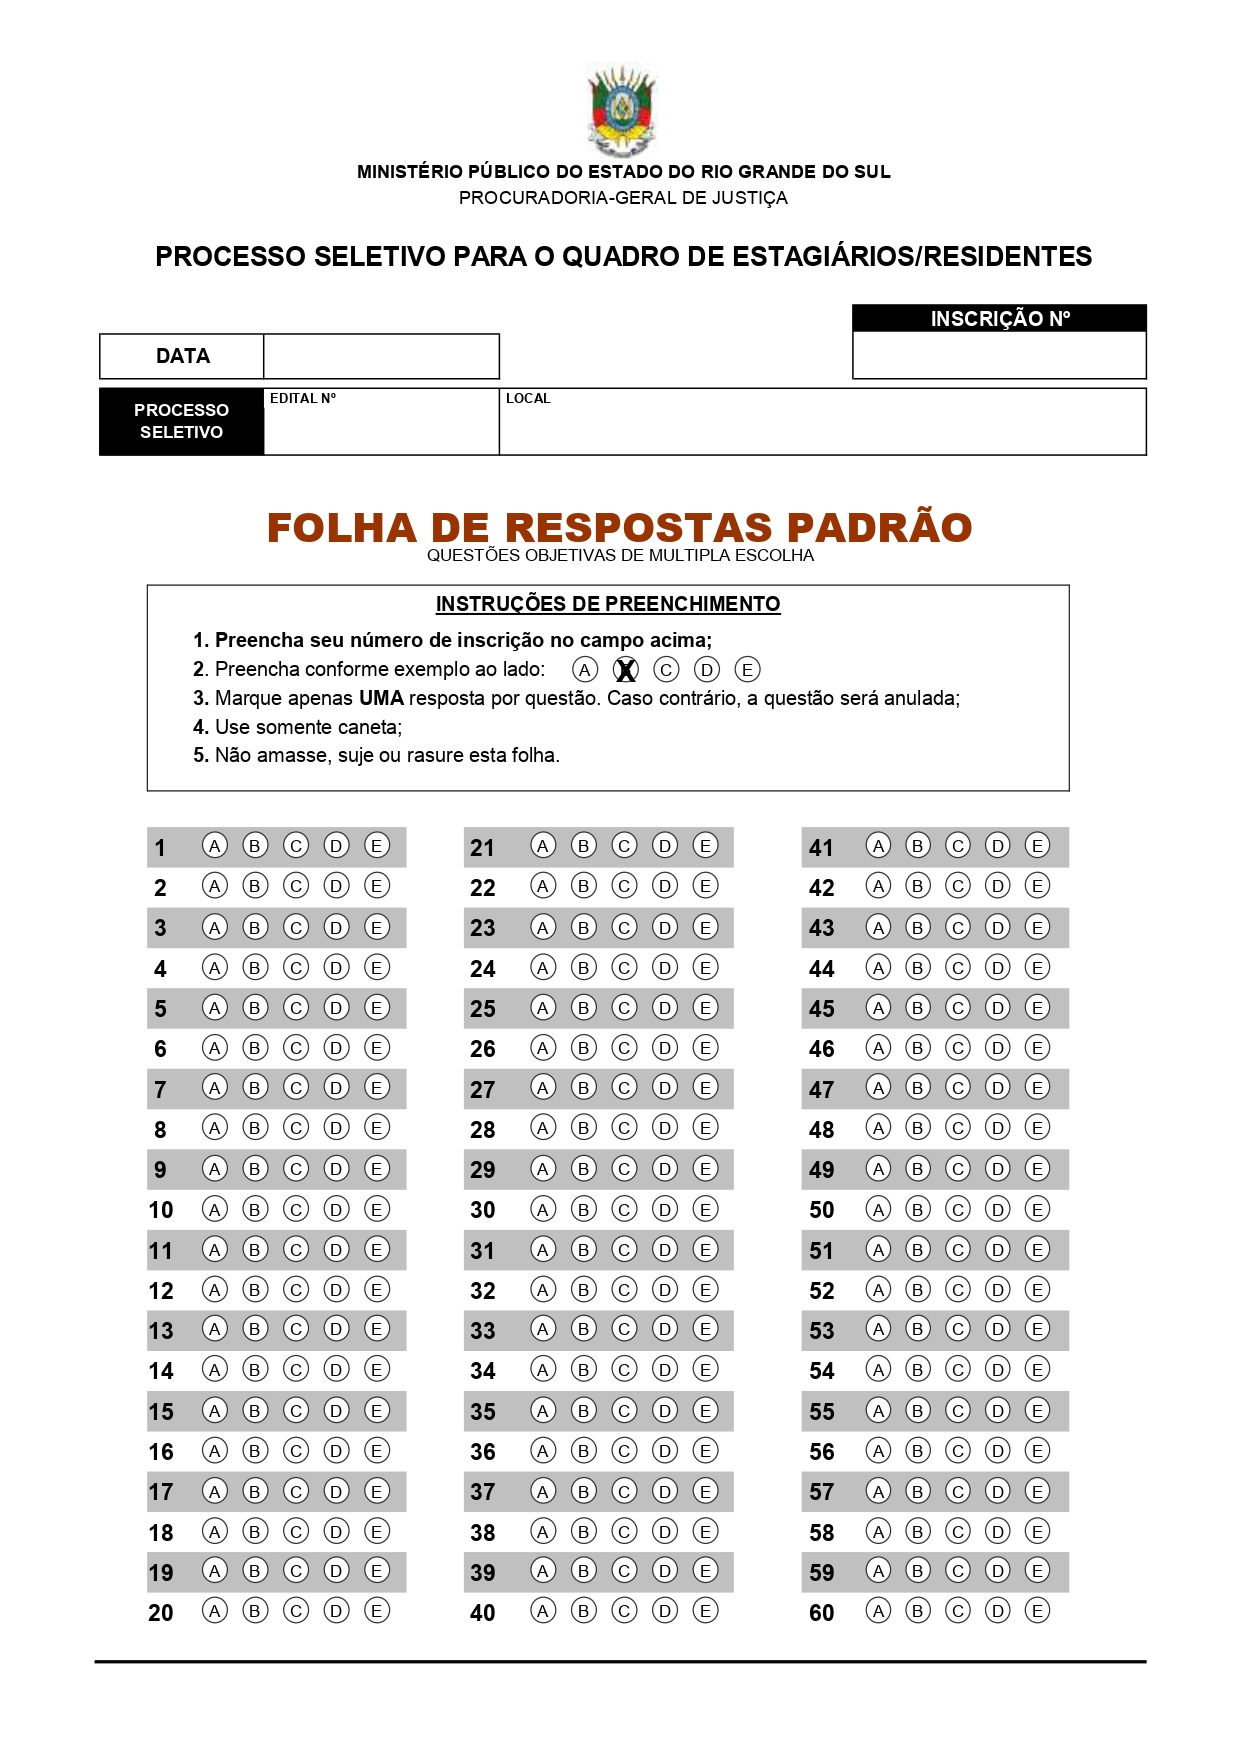 MINISTÉRIO PÚBLICO DO ESTADO DO RIO GRANDE DO SUL
PROCURADORIA-GERAL DE JUSTIÇA
PROCESSO SELETIVO PARA O QUADRO DE ESTAGIÁRIOS/RESIDENTES
INSCRIÇÃO Nº
DATA
PROCESSO
SELETIVO
EDITAL Nº
LOCAL
FOLHA DE RESPOSTAS PADRÃO
QUESTÕES OBJETIVAS DE MULTIPLA ESCOLHA
INSTRUÇÕES DE PREENCHIMENTO
1. Preencha seu número de inscrição no campo acima;
2. Preencha conforme exemplo ao lado: A X C D E
3. Marque apenas UMA resposta por questão. Caso contrário, a questão será anulada;
4. Use somente caneta;
5. Não amasse, suje ou rasure esta folha.
1 A B C D E
2 A B C D E
3 A B C D E
4 A B C D E
5 A B C D E
6 A B C D E
7 A B C D E
8 A B C D E
9 A B C D E
10 A B C D E
11 A B C D E
12 A B C D E
13 A B C D E
14 A B C D E
15 A B C D E
16 A B C D E
17 A B C D E
18 A B C D E
19 A B C D E
20 A B C D E
21 A B C D E
22 A B C D E
23 A B C D E
24 A B C D E
25 A B C D E
26 A B C D E
27 A B C D E
28 A B C D E
29 A B C D E
30 A B C D E
31 A B C D E
32 A B C D E
33 A B C D E
34 A B C D E
35 A B C D E
36 A B C D E
37 A B C D E
38 A B C D E
39 A B C D E
40 A B C D E
41 A B C D E
42 A B C D E
43 A B C D E
44 A B C D E
45 A B C D E
46 A B C D E
47 A B C D E
48 A B C D E
49 A B C D E
50 A B C D E
51 A B C D E
52 A B C D E
53 A B C D E
54 A B C D E
55 A B C D E
56 A B C D E
57 A B C D E
58 A B C D E
59 A B C D E
60 A B C D E